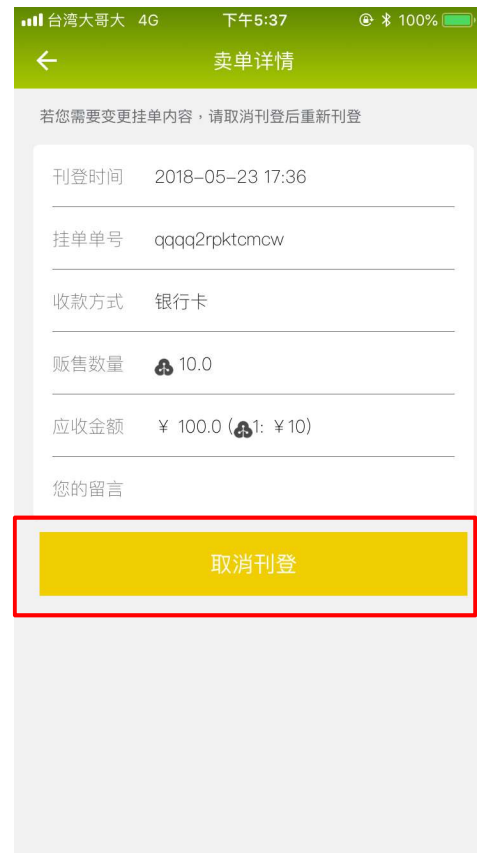 台湾大哥大 4G 下午5:37 100%
卖单详情
若您需要变更挂单内容，请取消刊登后重新刊登
刊登时间 2018-05-23 17:36
挂单单号 qqqq2rpktcmcw
收款方式 银行卡
贩售数量 10.0
应收金额 ¥ 100.0 (1: ¥10)
您的留言
取消刊登